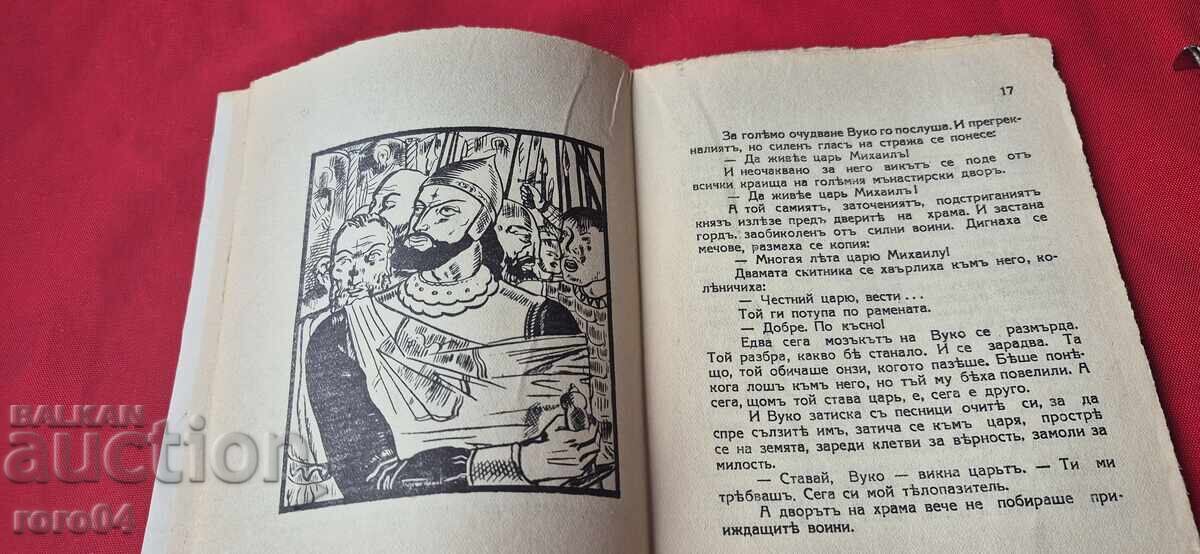 17
За голѣмо очудване Вуко го послуша. И прегрек-
налиятъ, но силенъ гласъ на стража се понесе:
— Да живѣе царь Михаилъ!
И неочаквано за него викътъ се поде отъ
всички краища на голѣмия мънастирски дворъ.
— Да живѣе царь Михаилъ!
А той самиятъ, заточениятъ, подстриганиятъ
князъ излѣзе предъ дверитѣ на храма. И застана
гордъ. заобиколенъ отъ силни воини. Дигнаха се
мечове, размаха се копия:
— Многая лѣта царю Михаилу!
Двамата скитника се хвърлиха къмъ него, ко-
лѣничиха:
— Честний царю, вести . . .
Той ги потупа по рамената.
— Добре. По късно!
Едва сега мозъкътъ на Вуко се размърда.
Той разбра, какво бѣ станало. И се зарадва. Та
що, той обичаше онзи, когото пазѣше. Бѣше понѣ-
кога лошъ къмъ него, но тъй му бѣха повелили. А
сега, щомъ той става царь, е, сега е друго.
И Вуко затиска съ песници очитѣ си, за да
спре сълзитѣ имъ, затича се къмъ царя, прострѣ
се на земята, зареди клетви за вѣрность, замоли за
милость.
— Ставай, Вуко — викна царьтъ. — Ти ми
трѣбвашъ. Сега си мой тѣлопазитель.
А дворътъ на храма вече не побираше при-
иждащитѣ воини.
BALKAN
auction
roro04